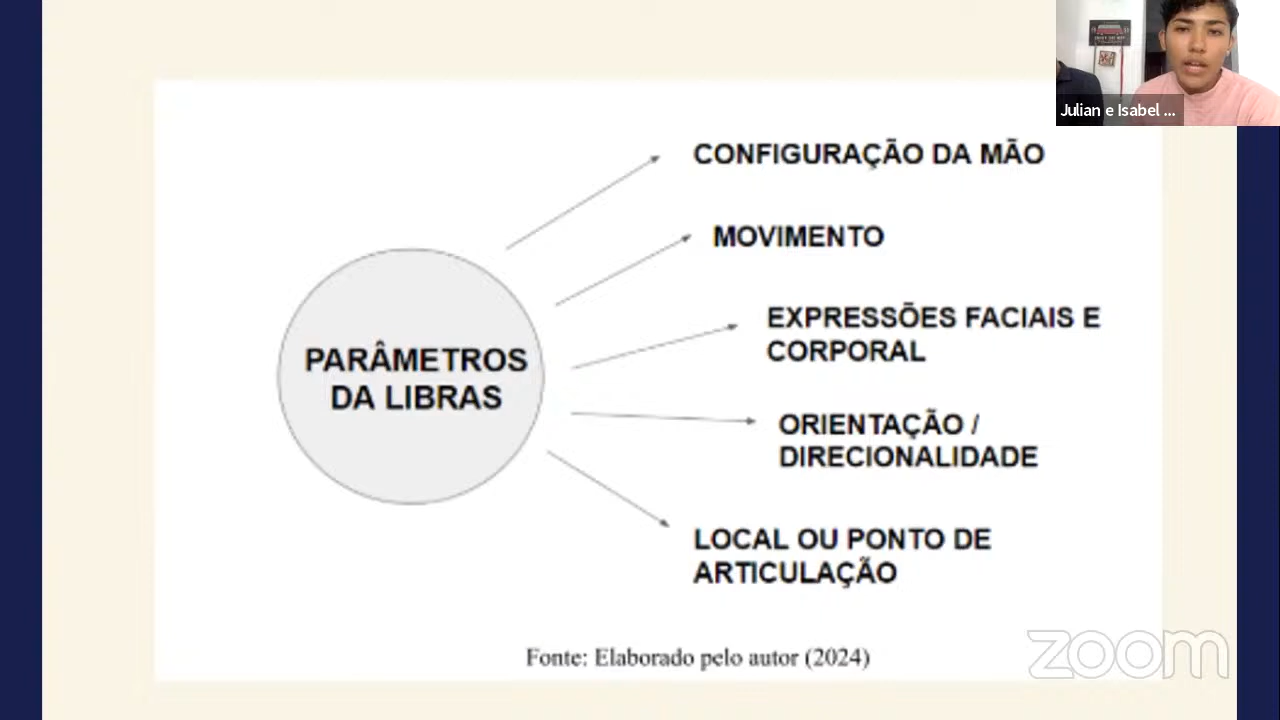 PARÂMETROS
DA LIBRAS
CONFIGURAÇÃO DA MÃO
MOVIMENTO
EXPRESSÕES FACIAIS E
CORPORAL
ORIENTAÇÃO /
DIRECIONALIDADE
LOCAL OU PONTO DE
ARTICULAÇÃO
Fonte: Elaborado pelo autor (2024)
Julian e Isabel ...
zoom